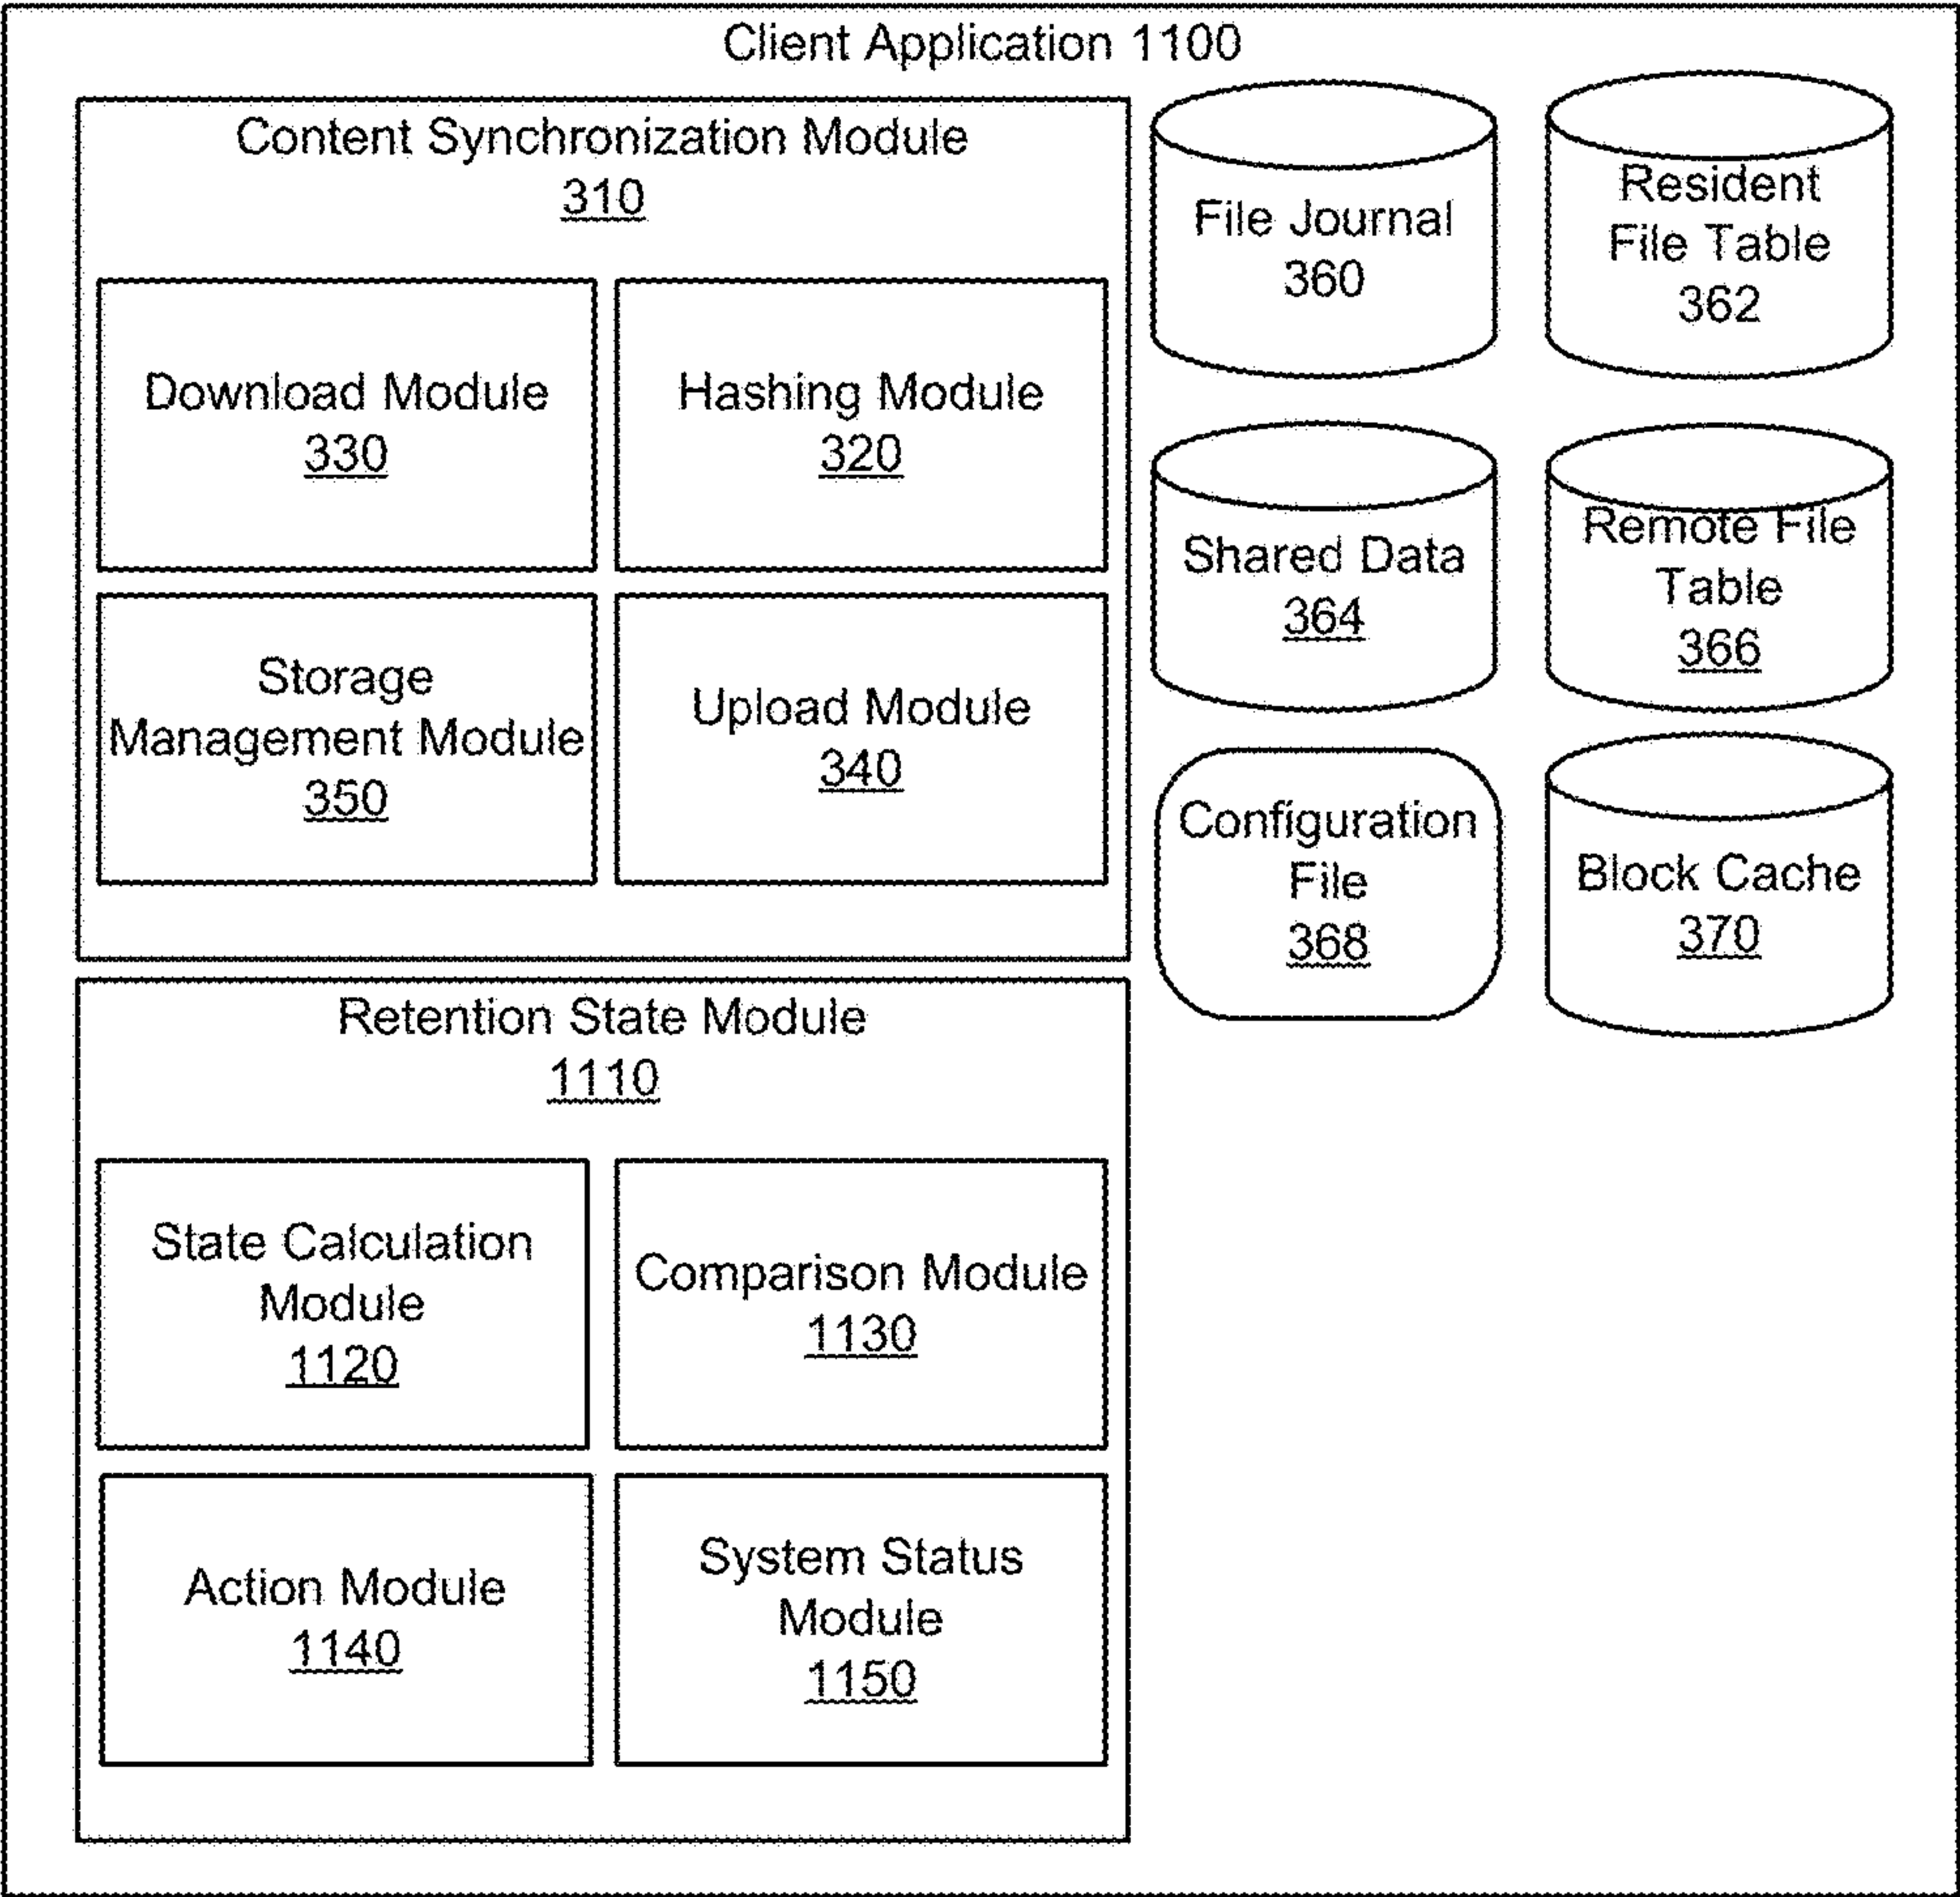 Client Application 1100
Content Synchronization Module
310
Download Module
330
Hashing Module
320
Storage
Management Module
350
Upload Module
340
File Journal
360
Resident
File Table
362
Shared Data
364
Remote File
Table
366
Configuration
File
368
Block Cache
370
Retention State Module
1110
State Calculation
Module
1120
Comparison Module
1130
Action Module
1140
System Status
Module
1150